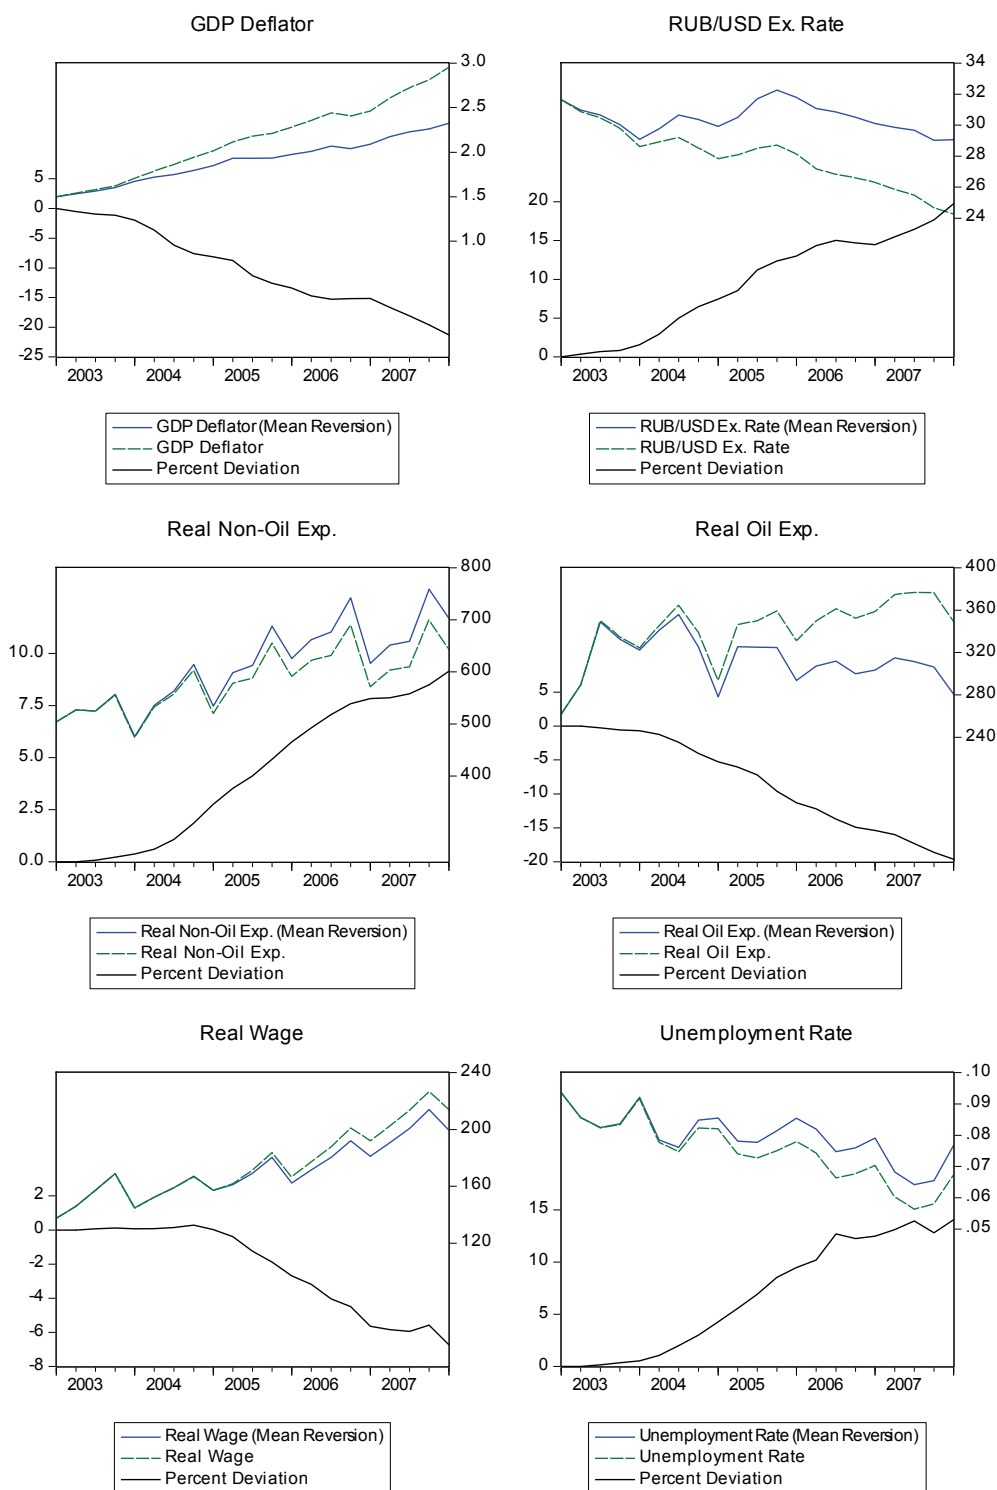 GDP Deflator
3.0
2.5
2.0
1.5
1.0
5
0
-5
-10
-15
-20
-25
2003 2004 2005 2006 2007
GDP Deflator (Mean Reversion)
GDP Deflator
Percent Deviation
RUB/USD Ex. Rate
34
32
30
28
26
24
20
15
10
5
0
2003 2004 2005 2006 2007
RUB/USD Ex. Rate (Mean Reversion)
RUB/USD Ex. Rate
Percent Deviation
Real Non-Oil Exp.
800
700
600
500
400
10.0
7.5
5.0
2.5
0.0
2003 2004 2005 2006 2007
Real Non-Oil Exp. (Mean Reversion)
Real Non-Oil Exp.
Percent Deviation
Real Oil Exp.
400
360
320
280
240
5
0
-5
-10
-15
-20
2003 2004 2005 2006 2007
Real Oil Exp. (Mean Reversion)
Real Oil Exp.
Percent Deviation
Real Wage
240
200
160
120
2
0
-2
-4
-6
-8
2003 2004 2005 2006 2007
Real Wage (Mean Reversion)
Real Wage
Percent Deviation
Unemployment Rate
.10
.09
.08
.07
.06
.05
15
10
5
0
2003 2004 2005 2006 2007
Unemployment Rate (Mean Reversion)
Unemployment Rate
Percent Deviation